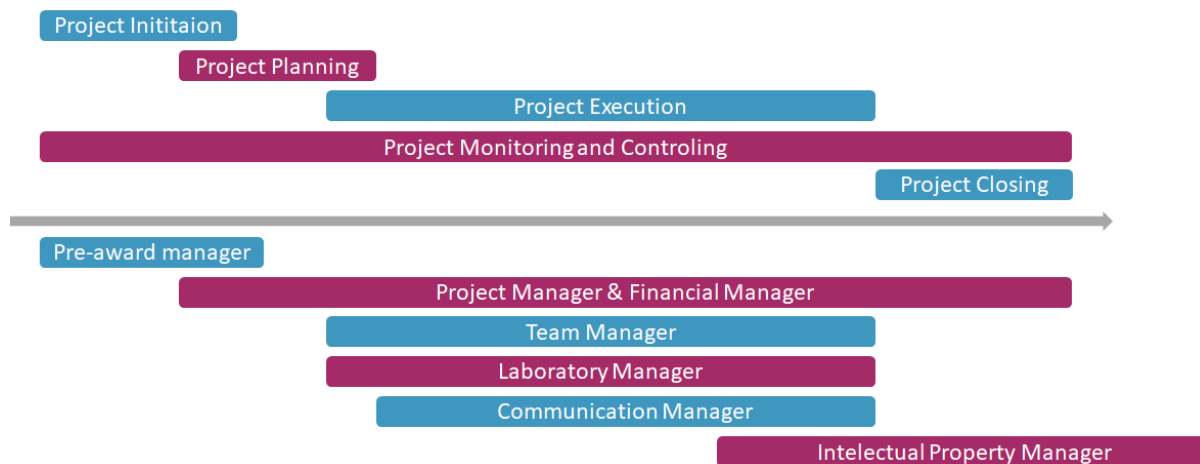 Project Inititaion
Project Planning
Project Execution
Project Monitoring and Controling
Project Closing
Pre-award manager
Project Manager & Financial Manager
Team Manager
Laboratory Manager
Communication Manager
Intelectual Property Manager